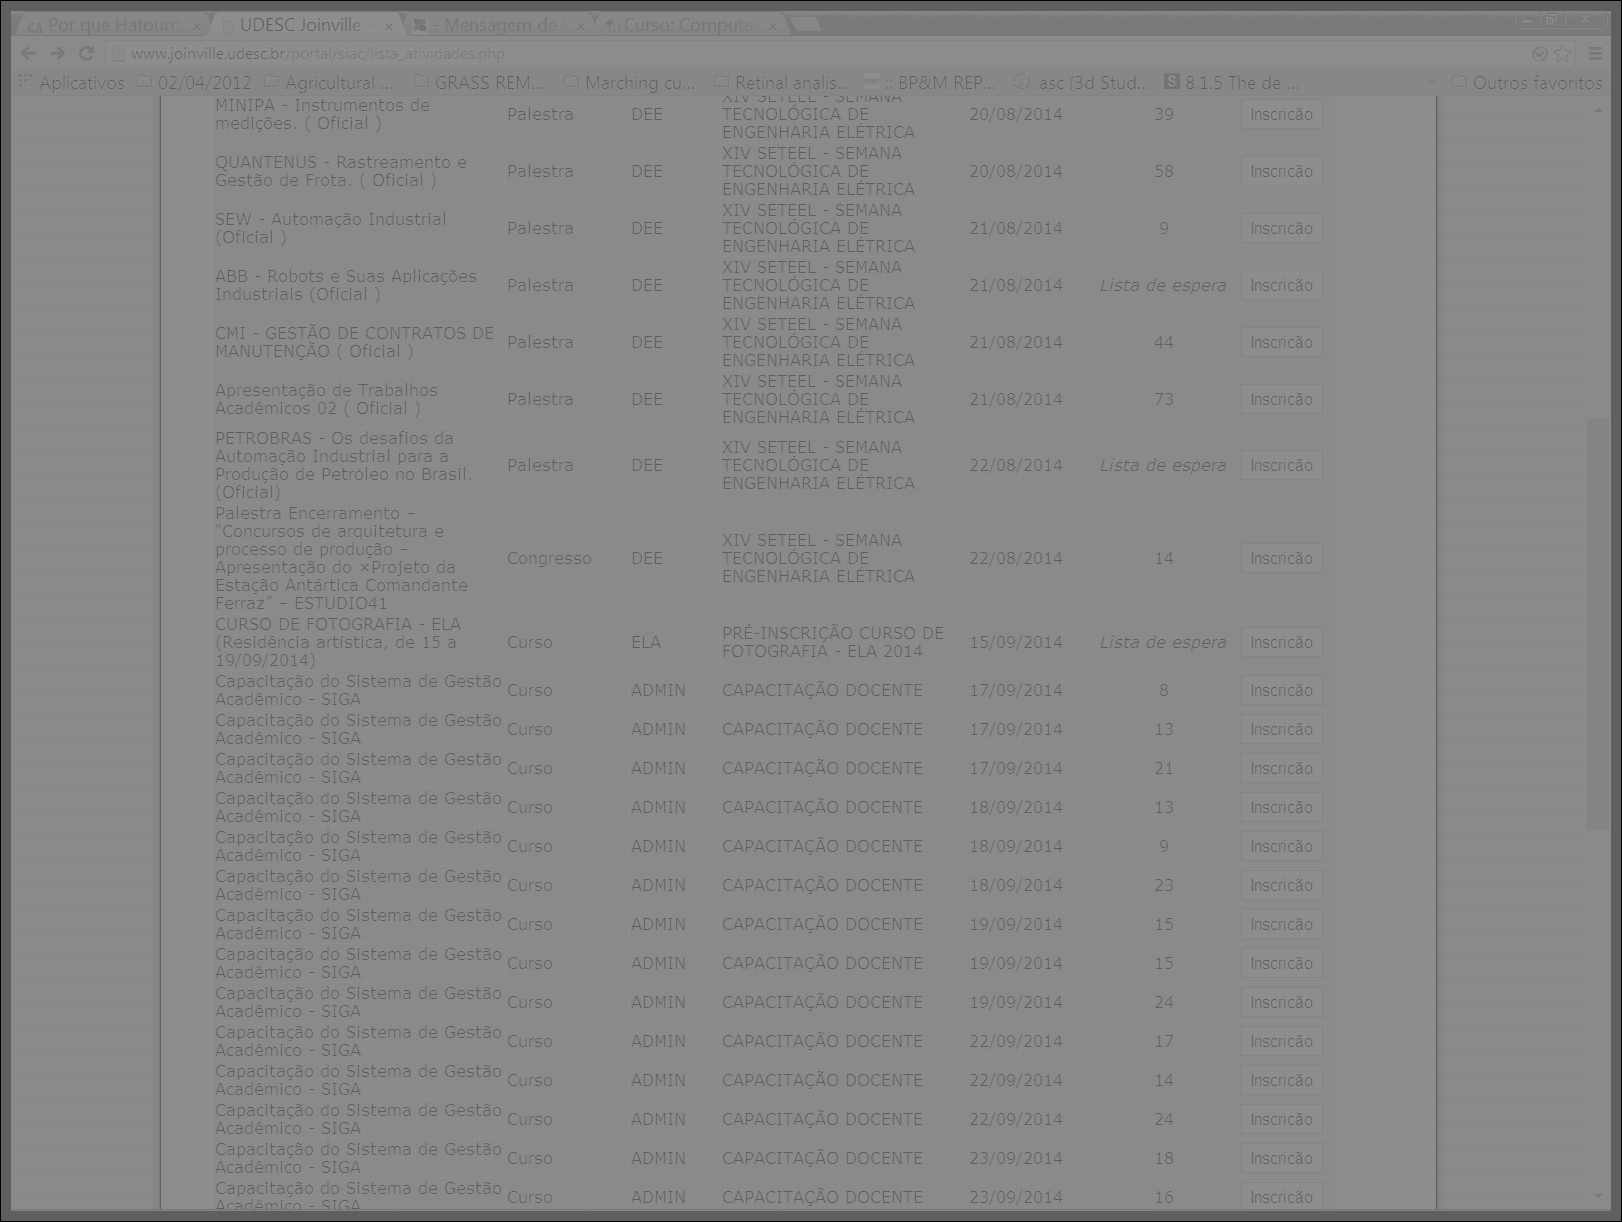 Por que Hatoum
UDESC Joinville -
- Mensagem de
Curso: Computa
www.joinville.udesc.br/portal/siac/lista_atividades.php
Aplicativos 02/04/2012 Agricultural ... GRASS REM... Marching cu... Retinal analis... :: BP&M REP... .asc (3d Stud... 8.1.5 The de ... » Outros favoritos
MINIPA - Instrumentos de
medições. ( Oficial )
Palestra
DEE
XIV SETEEL - SEMANA
TECNOLÓGICA DE
ENGENHARIA ELÉTRICA
20/08/2014
39
Inscricão
QUANTENUS - Rastreamento e
Gestão de Frota. ( Oficial )
Palestra
DEE
XIV SETEEL - SEMANA
TECNOLÓGICA DE
ENGENHARIA ELÉTRICA
20/08/2014
58
Inscricão
SEW - Automação Industrial
(Oficial )
Palestra
DEE
XIV SETEEL - SEMANA
TECNOLÓGICA DE
ENGENHARIA ELÉTRICA
21/08/2014
9
Inscricão
ABB - Robots e Suas Aplicações
Industriais (Oficial )
Palestra
DEE
XIV SETEEL - SEMANA
TECNOLÓGICA DE
ENGENHARIA ELÉTRICA
21/08/2014
Lista de espera
Inscricão
CMI - GESTÃO DE CONTRATOS DE
MANUTENÇÃO ( Oficial )
Palestra
DEE
XIV SETEEL - SEMANA
TECNOLÓGICA DE
ENGENHARIA ELÉTRICA
21/08/2014
44
Inscricão
Apresentação de Trabalhos
Acadêmicos 02 ( Oficial )
Palestra
DEE
XIV SETEEL - SEMANA
TECNOLÓGICA DE
ENGENHARIA ELÉTRICA
21/08/2014
73
Inscricão
PETROBRAS - Os desafios da
Automação Industrial para a
Produção de Petróleo no Brasil.
(Oficial)
Palestra
DEE
XIV SETEEL - SEMANA
TECNOLÓGICA DE
ENGENHARIA ELÉTRICA
22/08/2014
Lista de espera
Inscricão
Palestra Encerramento –
“Concursos de arquitetura e
processo de produção –
Apresentação do ×Projeto da
Estação Antártica Comandante
Ferraz” – ESTUDIO41
Congresso
DEE
XIV SETEEL - SEMANA
TECNOLÓGICA DE
ENGENHARIA ELÉTRICA
22/08/2014
14
Inscricão
CURSO DE FOTOGRAFIA - ELA
(Residência artística, de 15 a
19/09/2014)
Curso
ELA
PRÉ-INSCRIÇÃO CURSO DE
FOTOGRAFIA - ELA 2014
15/09/2014
Lista de espera
Inscricão
Capacitação do Sistema de Gestão
Acadêmico - SIGA
Curso
ADMIN
CAPACITAÇÃO DOCENTE
17/09/2014
8
Inscricão
Capacitação do Sistema de Gestão
Acadêmico - SIGA
Curso
ADMIN
CAPACITAÇÃO DOCENTE
17/09/2014
13
Inscricão
Capacitação do Sistema de Gestão
Acadêmico - SIGA
Curso
ADMIN
CAPACITAÇÃO DOCENTE
17/09/2014
21
Inscricão
Capacitação do Sistema de Gestão
Acadêmico - SIGA
Curso
ADMIN
CAPACITAÇÃO DOCENTE
18/09/2014
13
Inscricão
Capacitação do Sistema de Gestão
Acadêmico - SIGA
Curso
ADMIN
CAPACITAÇÃO DOCENTE
18/09/2014
9
Inscricão
Capacitação do Sistema de Gestão
Acadêmico - SIGA
Curso
ADMIN
CAPACITAÇÃO DOCENTE
18/09/2014
23
Inscricão
Capacitação do Sistema de Gestão
Acadêmico - SIGA
Curso
ADMIN
CAPACITAÇÃO DOCENTE
19/09/2014
15
Inscricão
Capacitação do Sistema de Gestão
Acadêmico - SIGA
Curso
ADMIN
CAPACITAÇÃO DOCENTE
19/09/2014
15
Inscricão
Capacitação do Sistema de Gestão
Acadêmico - SIGA
Curso
ADMIN
CAPACITAÇÃO DOCENTE
19/09/2014
24
Inscricão
Capacitação do Sistema de Gestão
Acadêmico - SIGA
Curso
ADMIN
CAPACITAÇÃO DOCENTE
22/09/2014
17
Inscricão
Capacitação do Sistema de Gestão
Acadêmico - SIGA
Curso
ADMIN
CAPACITAÇÃO DOCENTE
22/09/2014
14
Inscricão
Capacitação do Sistema de Gestão
Acadêmico - SIGA
Curso
ADMIN
CAPACITAÇÃO DOCENTE
22/09/2014
24
Inscricão
Capacitação do Sistema de Gestão
Acadêmico - SIGA
Curso
ADMIN
CAPACITAÇÃO DOCENTE
23/09/2014
18
Inscricão
Capacitação do Sistema de Gestão
Acadêmico - SIGA
Curso
ADMIN
CAPACITAÇÃO DOCENTE
23/09/2014
16
Inscricão